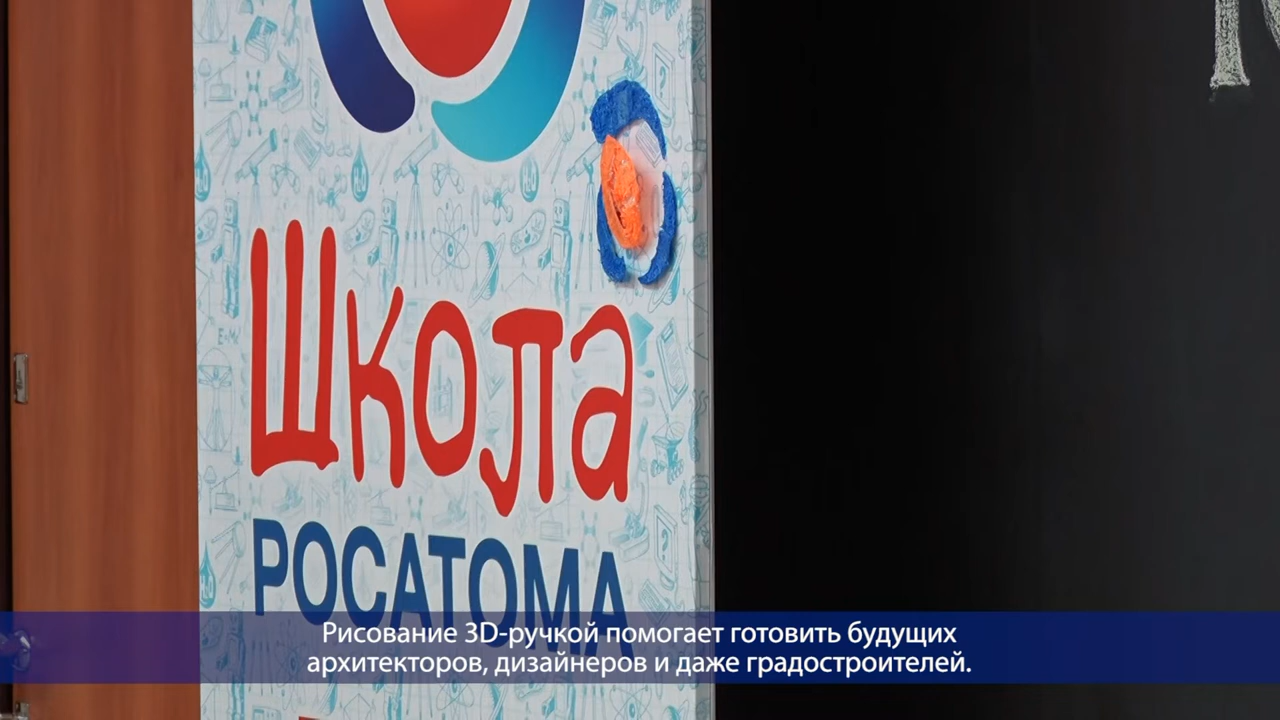 Школа
РОСАТОМА
Рисование 3D-ручкой помогает готовить будущих
архитекторов, дизайнеров и даже градостроителей.